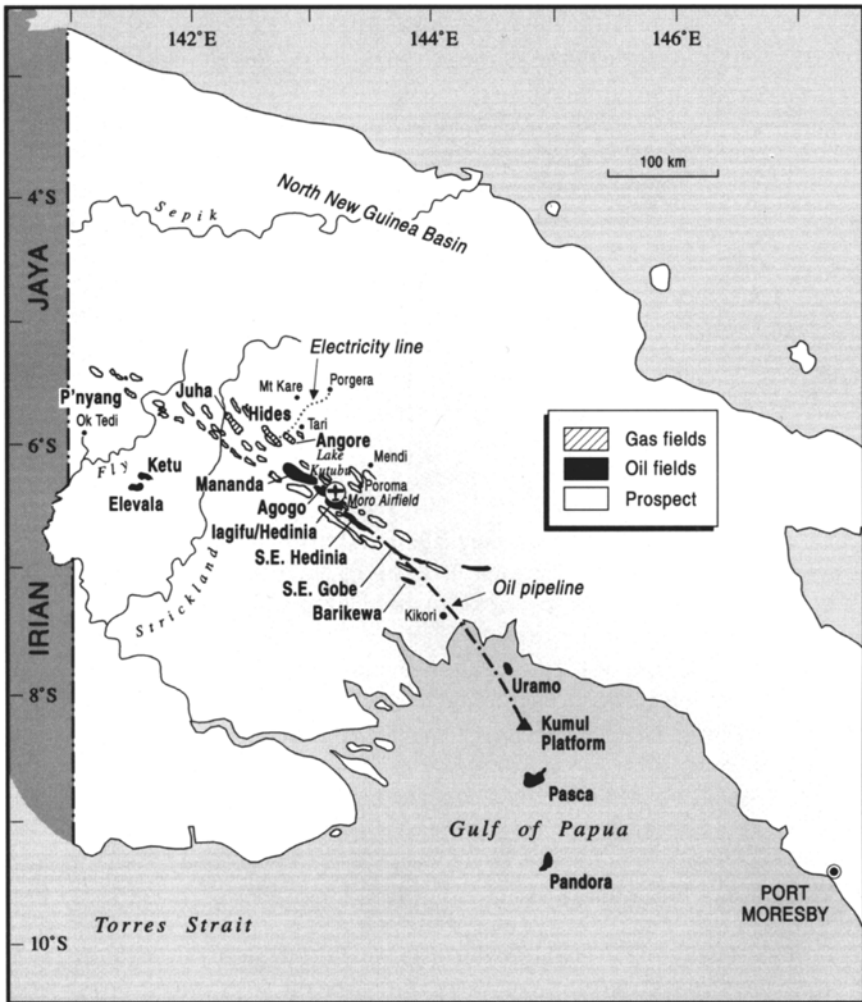 142°E
144°E
146°E
100 km
4°S
North New Guinea Basin
Sepik
JAYA
Electricity line
Mt Kare
Porgera
Juha
P'nyang
Hides
Ok Tedi
Tari
Angore
6°S
Lake
Kutubu
Mendi
Fly
Ketu
Mananda
Poroma
Elevala
Moro Airfield
Agogo
Iagifu/Hedinia
S.E. Hedinia
Gas fields
Oil fields
Prospect
S.E. Gobe
Oil pipeline
Strickland
Barikewa
Kikori
IRIAN
8°S
Uramo
Kumul
Platform
Pasca
Gulf of Papua
Pandora
PORT
MORESBY
Torres Strait
10°S